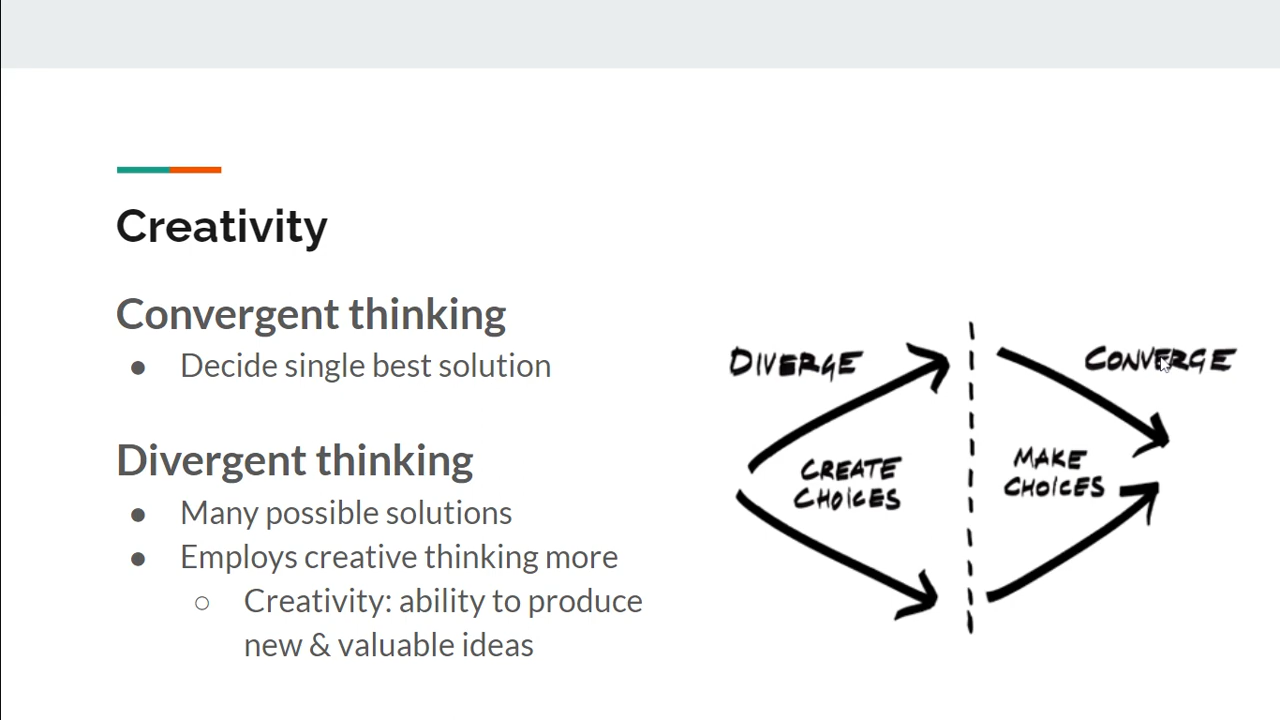 Creativity
Convergent thinking
● Decide single best solution
Divergent thinking
● Many possible solutions
● Employs creative thinking more
○ Creativity: ability to produce
new & valuable ideas
DIVERGE
CONVERGE
CREATE
CHOICES
MAKE
CHOICES